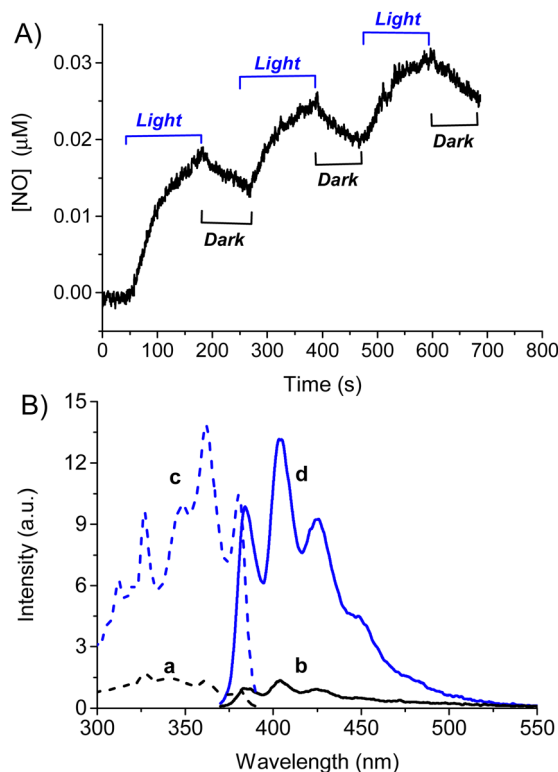 A)
[NO] (μM)
0.03
0.02
0.01
0.00
Light
Light
Light
Dark
Dark
Dark
0 100 200 300 400 500 600 700 800
Time (s)
B)
Intensity (a.u.)
15
12
9
6
3
0
c
d
a
b
300 350 400 450 500 550
Wavelength (nm)